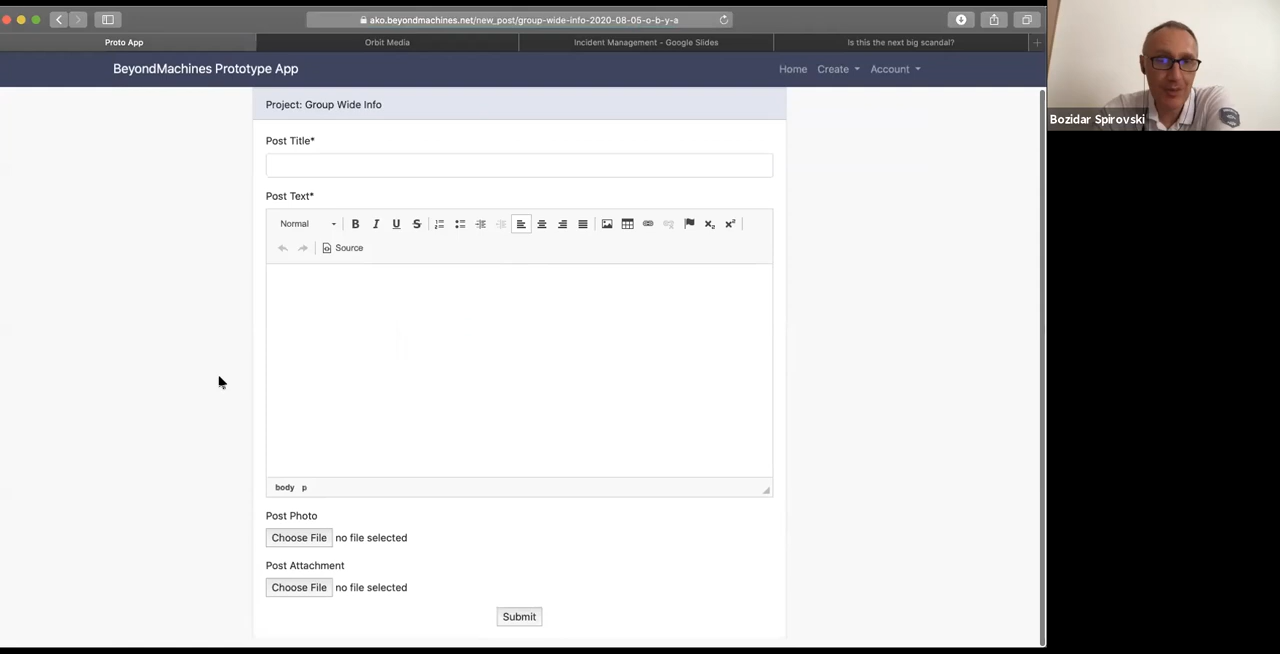 ako.beyondmachines.net/new_post/group-wide-info-2020-08-05-o-b-y-a
Proto App
Orbit Media
Incident Management - Google Slides
Is this the next big scandal?
BeyondMachines Prototype App
Home
Create
Account
Bozidar Spirovski
Project: Group Wide Info
Post Title*
Post Text*
Normal
B I U S
Source
body p
Post Photo
Choose File no file selected
Post Attachment
Choose File no file selected
Submit